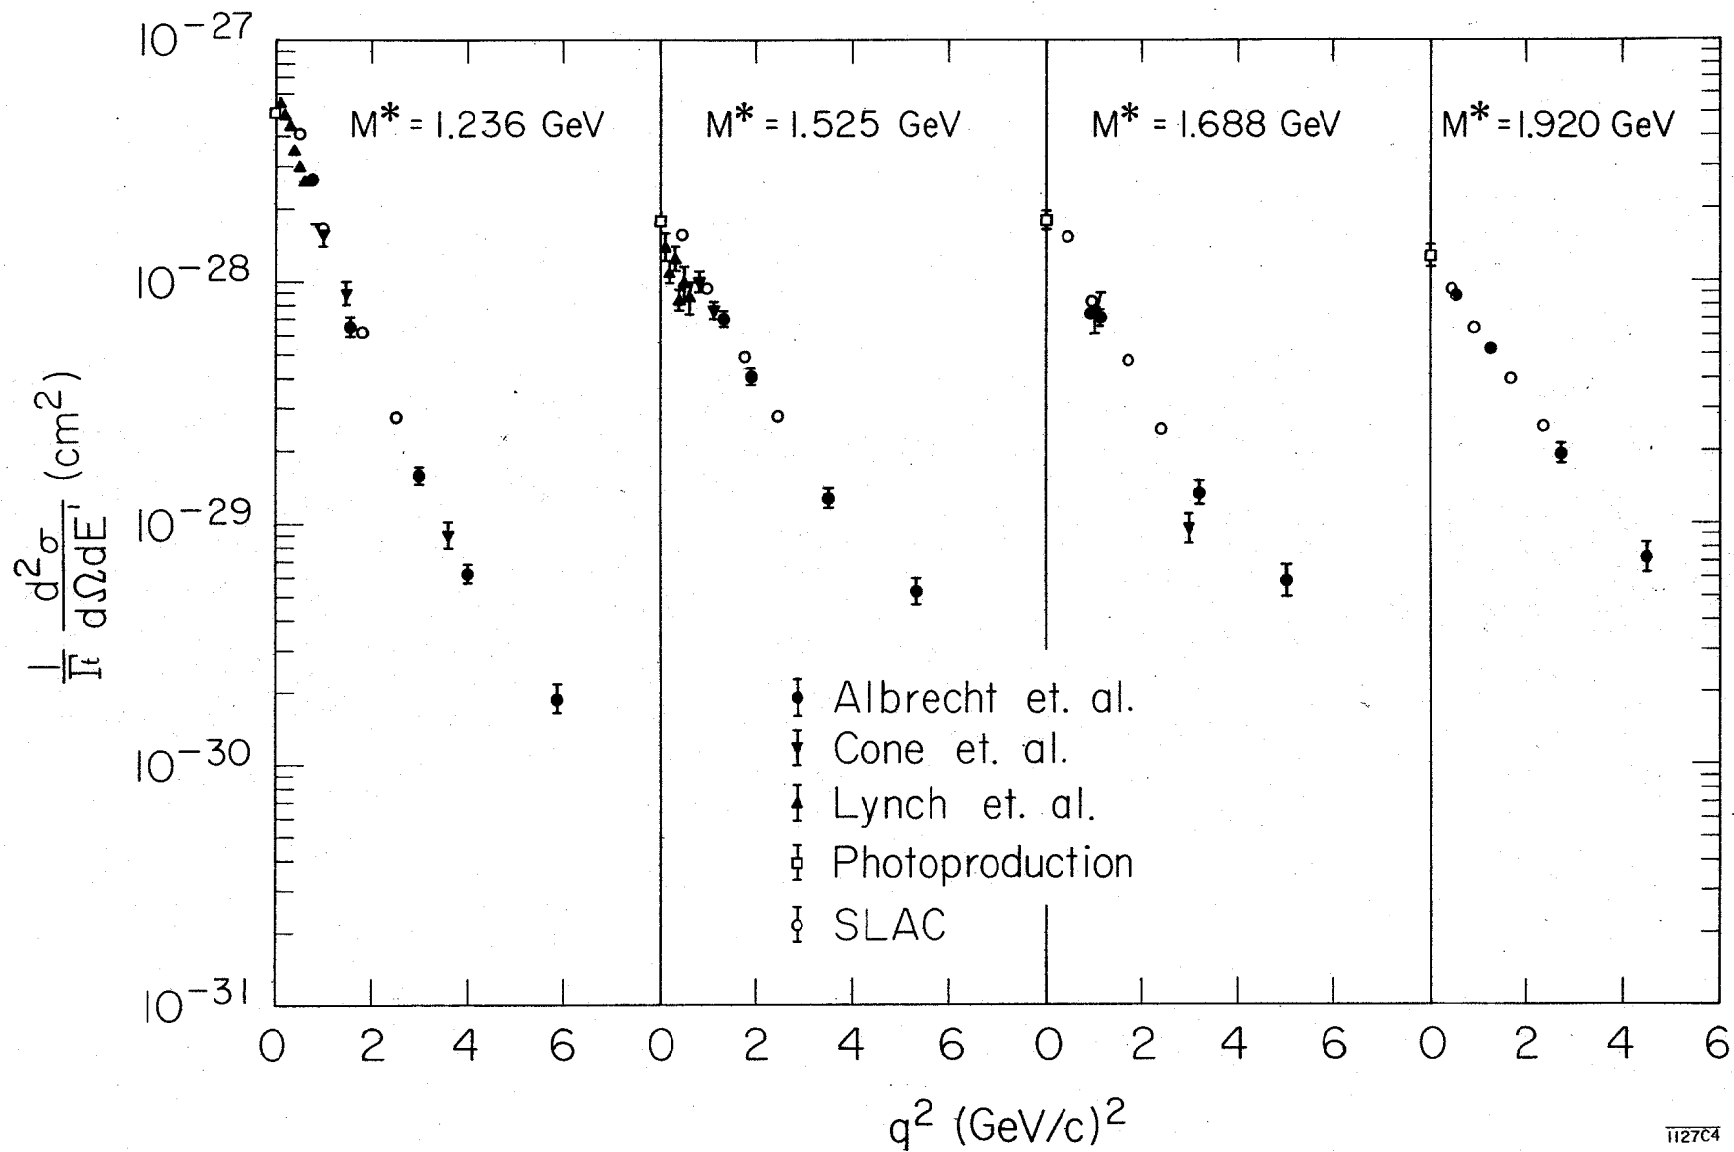 10^-27
M* = 1.236 GeV
M* = 1.525 GeV
M* = 1.688 GeV
M* = 1.920 GeV
10^-28
1/Γt d²σ/dΩdE' (cm²)
10^-29
Albrecht et. al.
10^-30
Cone et. al.
Lynch et. al.
Photoproduction
SLAC
10^-31
0 2 4 6 0 2 4 6 0 2 4 6 0 2 4 6
q² (GeV/c)²
1127C4